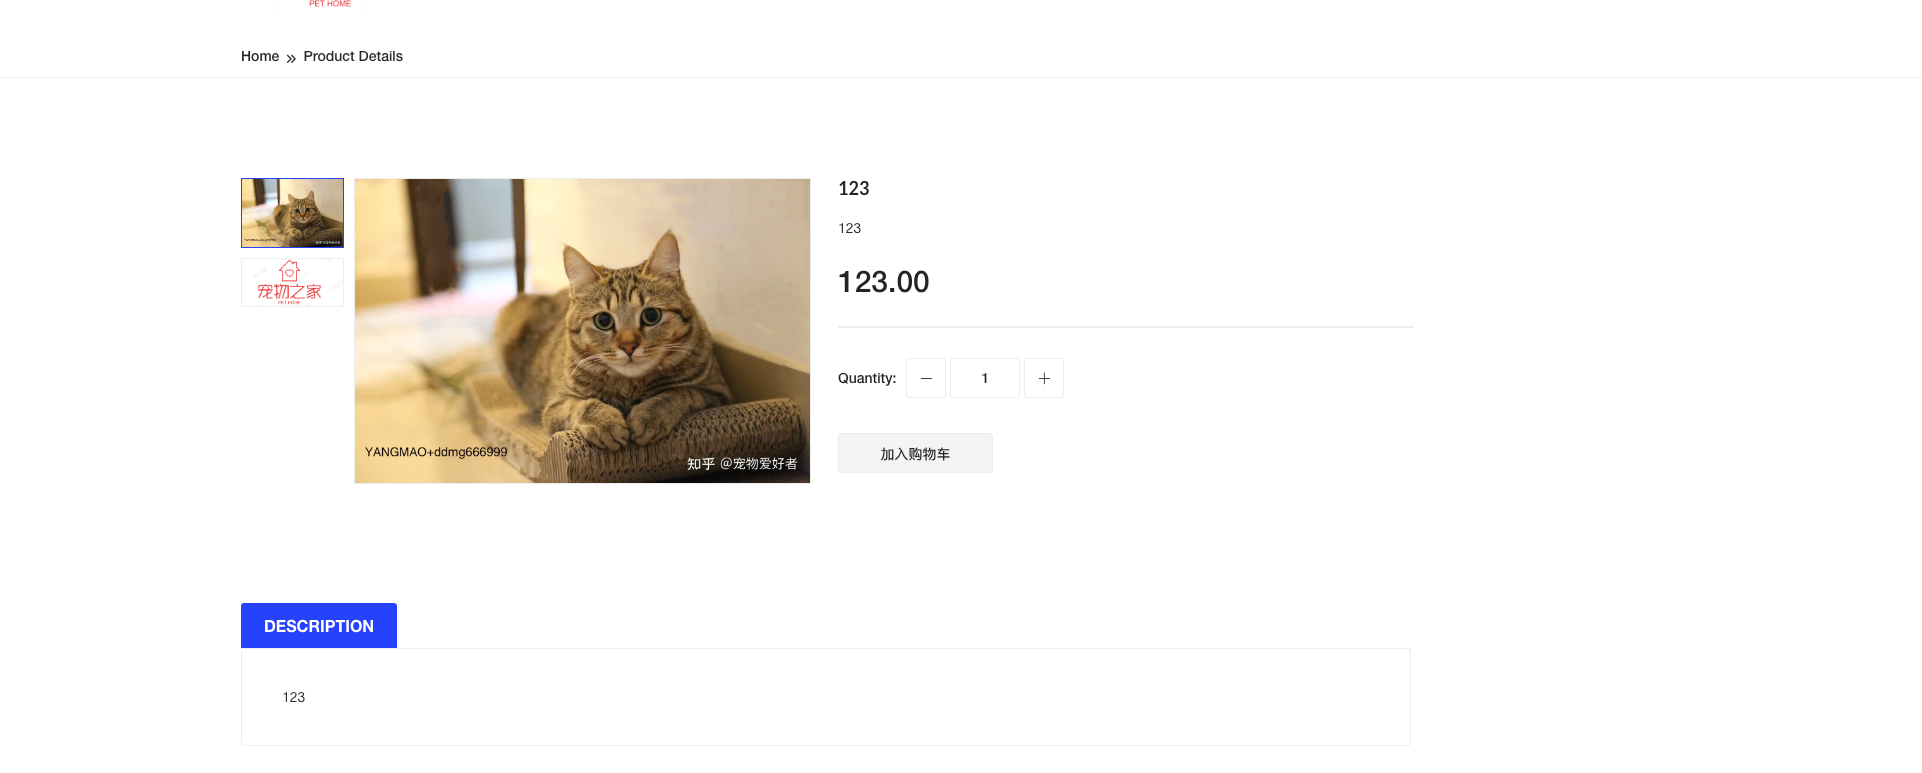 PET HOME
Home » Product Details
宠物之家
PET HOME
YANGMAO+ddmg666999
知乎 @宠物爱好者
123
123
123.00
Quantity: — 1 +
加入购物车
DESCRIPTION
123